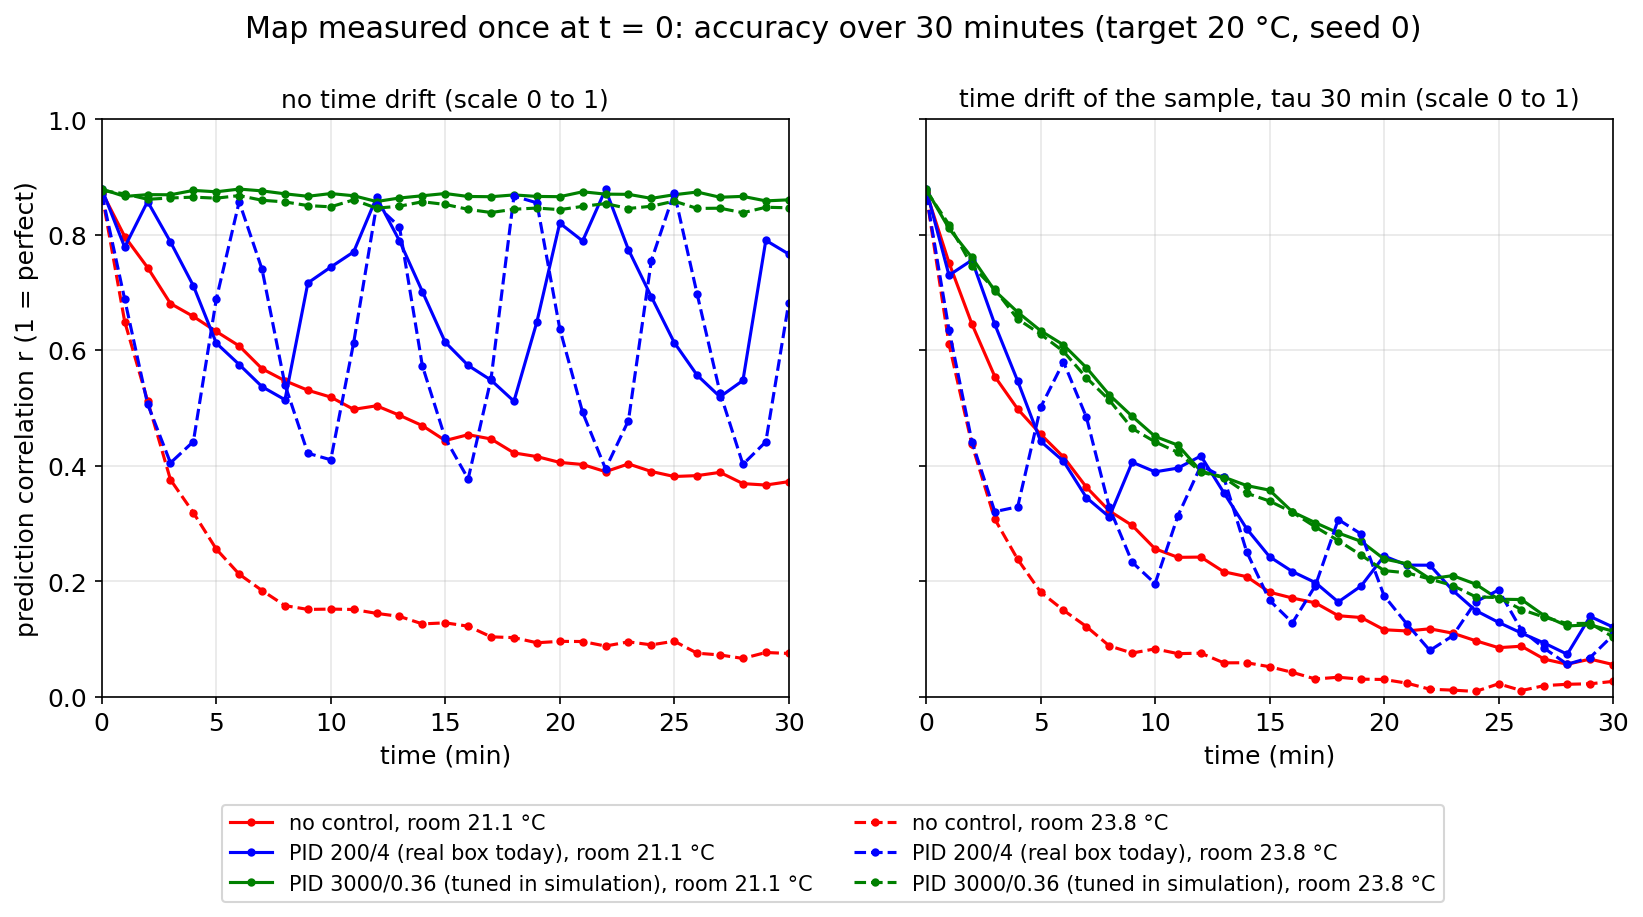 Map measured once at t = 0: accuracy over 30 minutes (target 20 °C, seed 0)
no time drift (scale 0 to 1)
time drift of the sample, tau 30 min (scale 0 to 1)
prediction correlation r (1 = perfect)
1.0
0.8
0.6
0.4
0.2
0.0
0 5 10 15 20 25 30
0 5 10 15 20 25 30
time (min)
time (min)
no control, room 21.1 °C
PID 200/4 (real box today), room 21.1 °C
PID 3000/0.36 (tuned in simulation), room 21.1 °C
no control, room 23.8 °C
PID 200/4 (real box today), room 23.8 °C
PID 3000/0.36 (tuned in simulation), room 23.8 °C